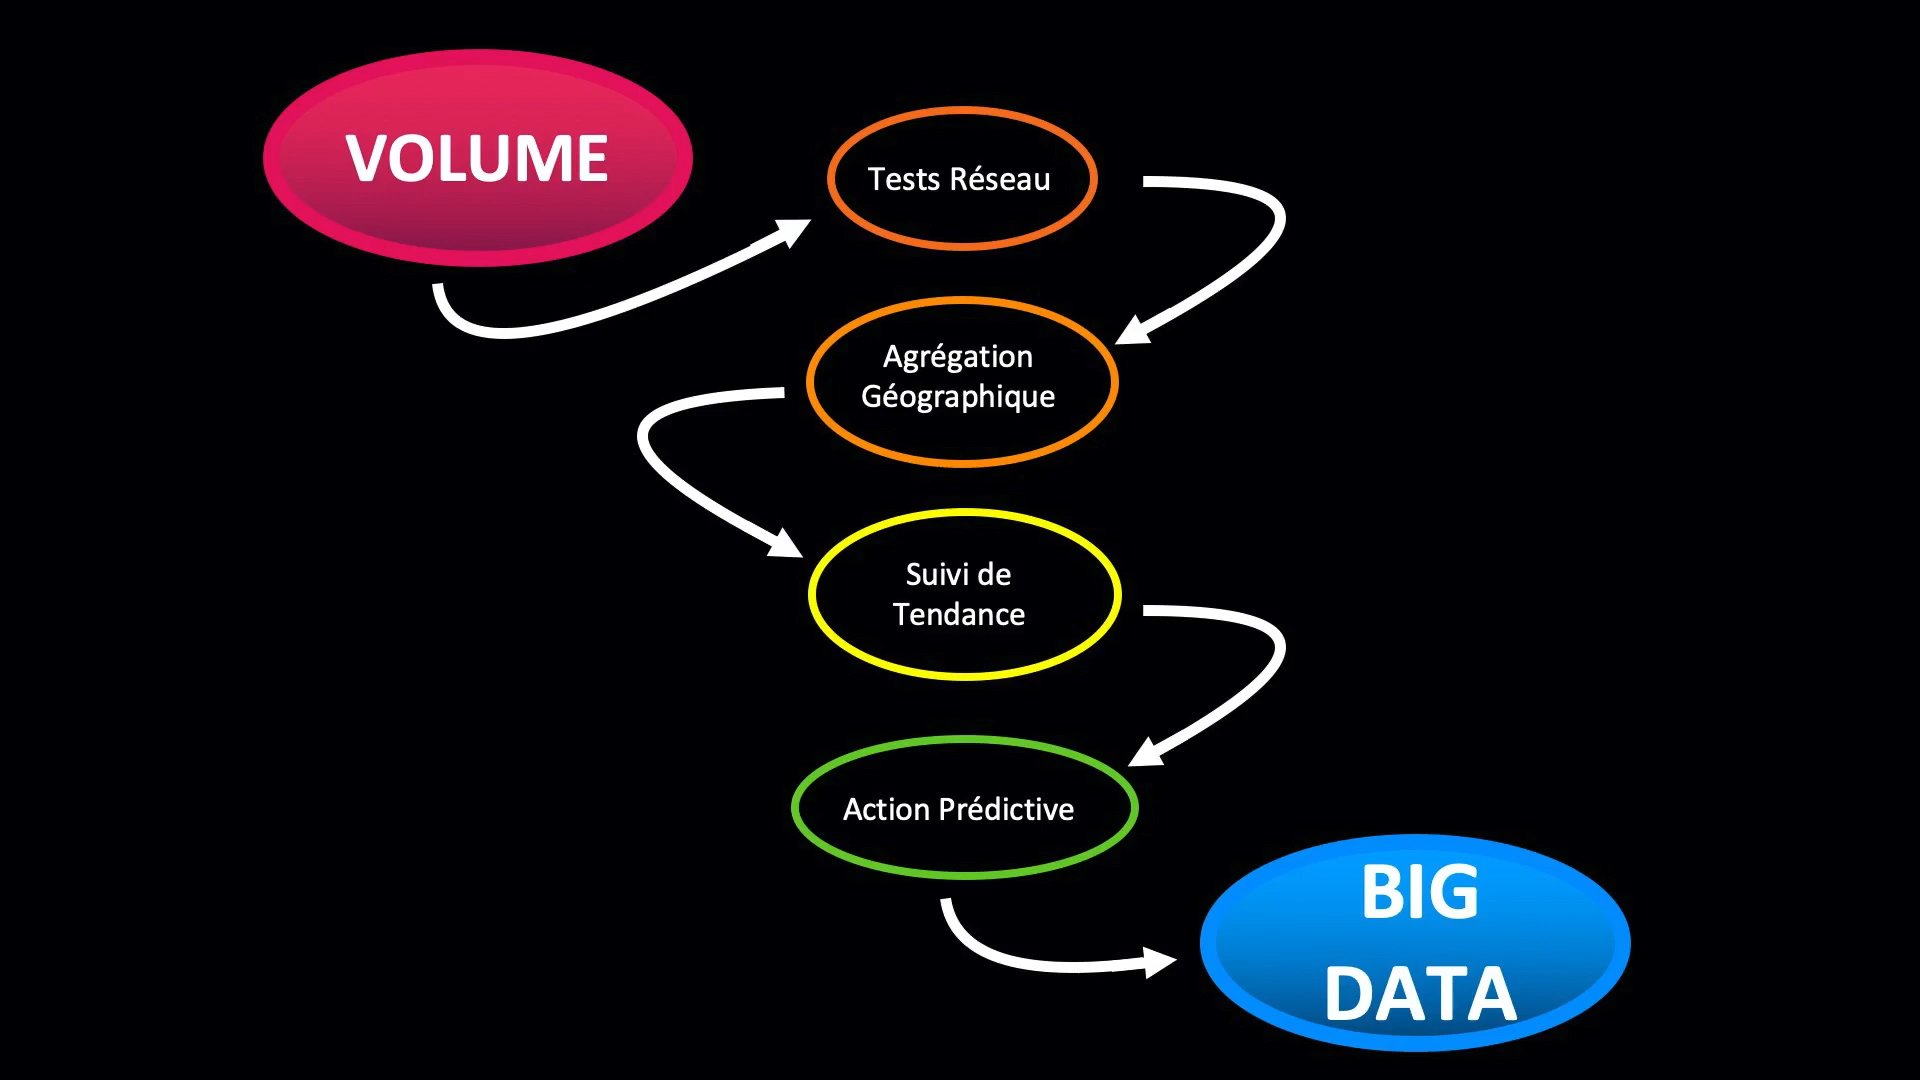 VOLUME
Tests Réseau
Agrégation
Géographique
Suivi de
Tendance
Action Prédictive
BIG
DATA